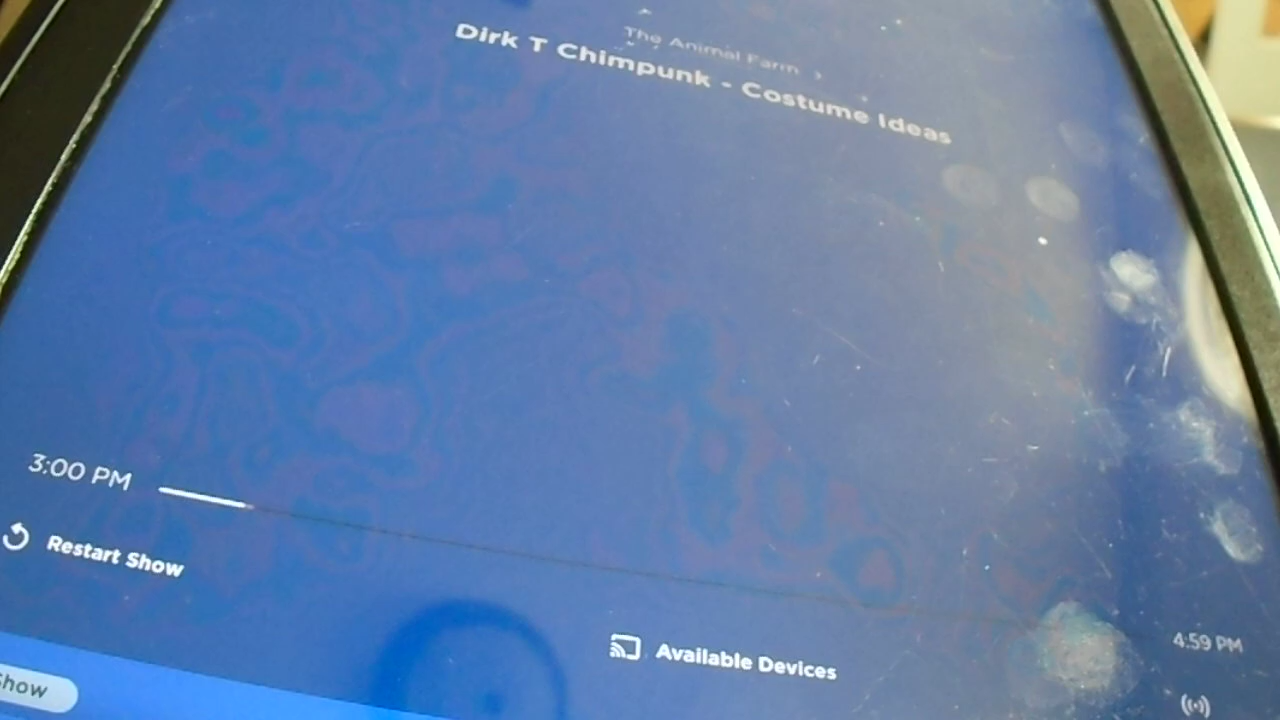 The Animal Farm
Dirk T Chimpunk - Costume Ideas
3:00 PM
4:59 PM
Restart Show
Available Devices
Show